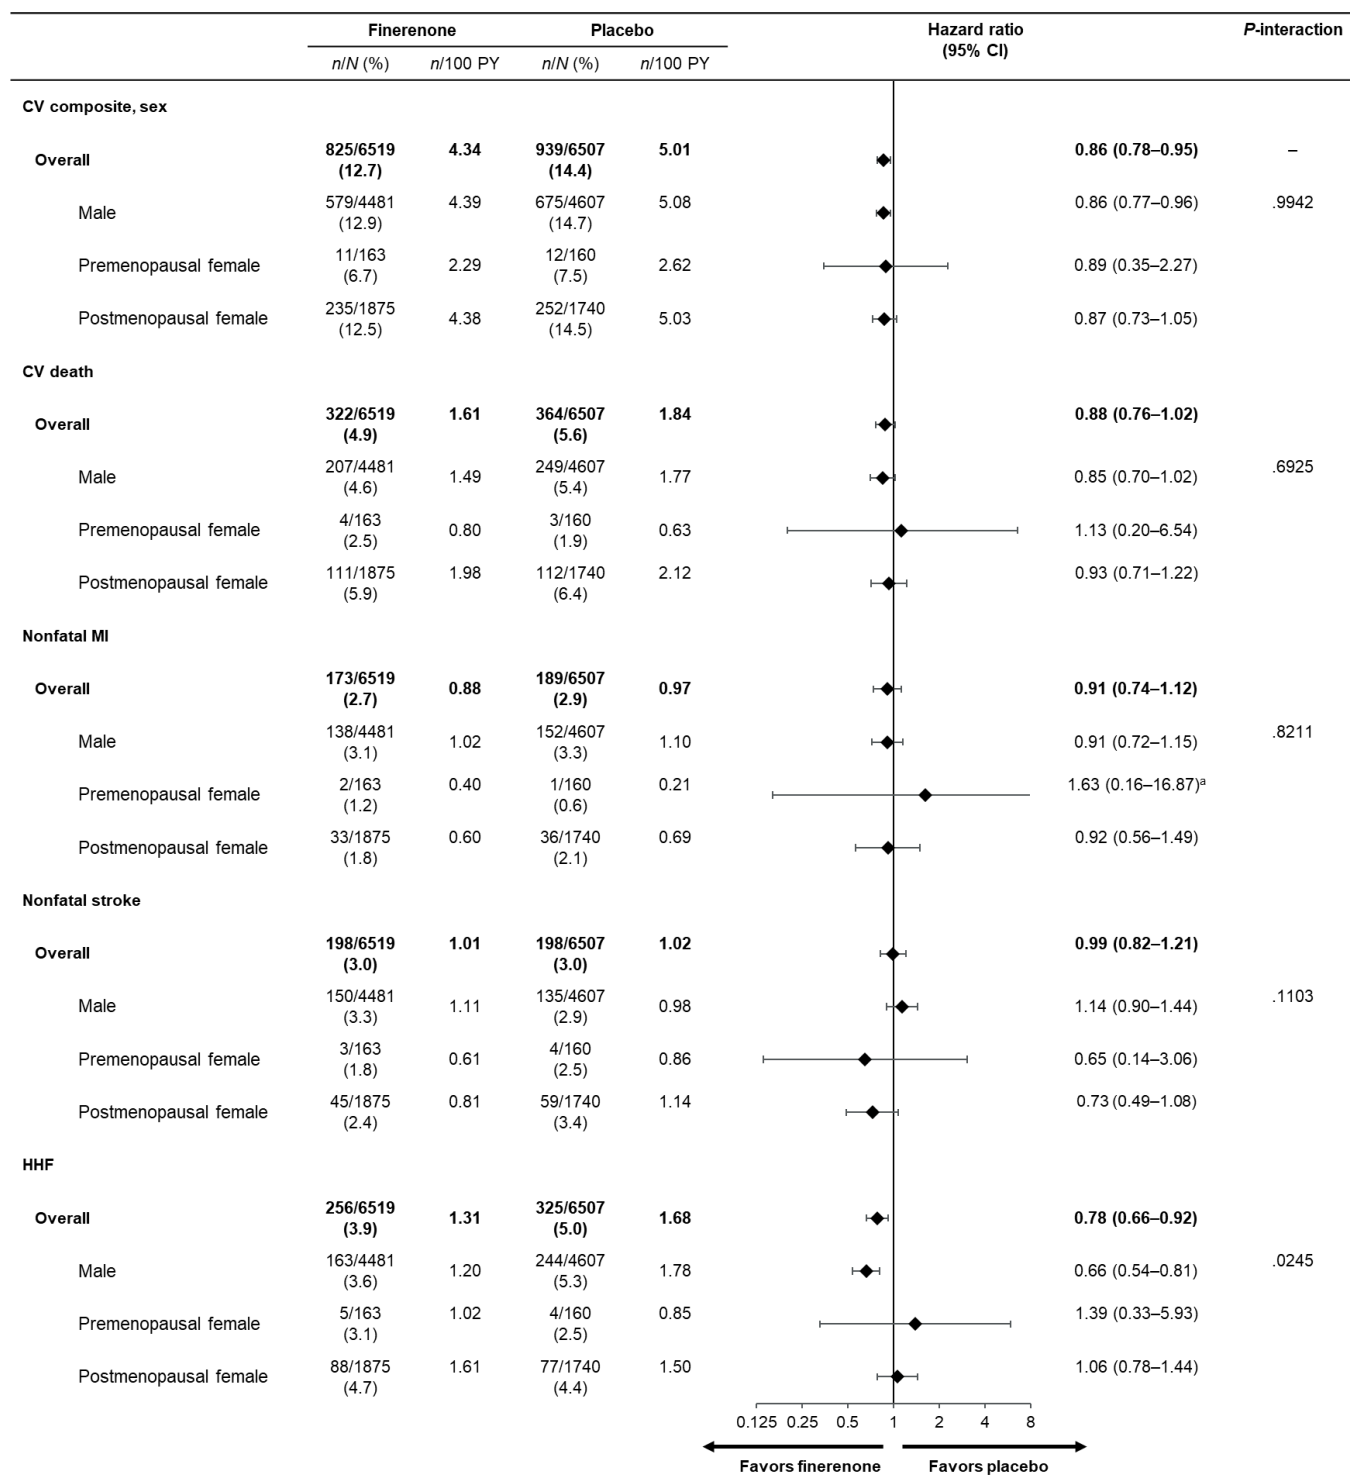 Finerenone Placebo Hazard ratio P-interaction
(95% CI)
n/N (%) n/100 PY n/N (%) n/100 PY
CV composite, sex
Overall 825/6519 4.34 939/6507 5.01 0.86 (0.78–0.95) –
(12.7) (14.4)
Male 579/4481 4.39 675/4607 5.08 0.86 (0.77–0.96) .9942
(12.9) (14.7)
Premenopausal female 11/163 2.29 12/160 2.62 0.89 (0.35–2.27)
(6.7) (7.5)
Postmenopausal female 235/1875 4.38 252/1740 5.03 0.87 (0.73–1.05)
(12.5) (14.5)
CV death
Overall 322/6519 1.61 364/6507 1.84 0.88 (0.76–1.02)
(4.9) (5.6)
Male 207/4481 1.49 249/4607 1.77 0.85 (0.70–1.02) .6925
(4.6) (5.4)
Premenopausal female 4/163 0.80 3/160 0.63 1.13 (0.20–6.54)
(2.5) (1.9)
Postmenopausal female 111/1875 1.98 112/1740 2.12 0.93 (0.71–1.22)
(5.9) (6.4)
Nonfatal MI
Overall 173/6519 0.88 189/6507 0.97 0.91 (0.74–1.12)
(2.7) (2.9)
Male 138/4481 1.02 152/4607 1.10 0.91 (0.72–1.15) .8211
(3.1) (3.3)
Premenopausal female 2/163 0.40 1/160 0.21 1.63 (0.16–16.87)ᵃ
(1.2) (0.6)
Postmenopausal female 33/1875 0.60 36/1740 0.69 0.92 (0.56–1.49)
(1.8) (2.1)
Nonfatal stroke
Overall 198/6519 1.01 198/6507 1.02 0.99 (0.82–1.21)
(3.0) (3.0)
Male 150/4481 1.11 135/4607 0.98 1.14 (0.90–1.44) .1103
(3.3) (2.9)
Premenopausal female 3/163 0.61 4/160 0.86 0.65 (0.14–3.06)
(1.8) (2.5)
Postmenopausal female 45/1875 0.81 59/1740 1.14 0.73 (0.49–1.08)
(2.4) (3.4)
HHF
Overall 256/6519 1.31 325/6507 1.68 0.78 (0.66–0.92)
(3.9) (5.0)
Male 163/4481 1.20 244/4607 1.78 0.66 (0.54–0.81) .0245
(3.6) (5.3)
Premenopausal female 5/163 1.02 4/160 0.85 1.39 (0.33–5.93)
(3.1) (2.5)
Postmenopausal female 88/1875 1.61 77/1740 1.50 1.06 (0.78–1.44)
(4.7) (4.4)
0.125 0.25 0.5 1 2 4 8
Favors finerenone Favors placebo